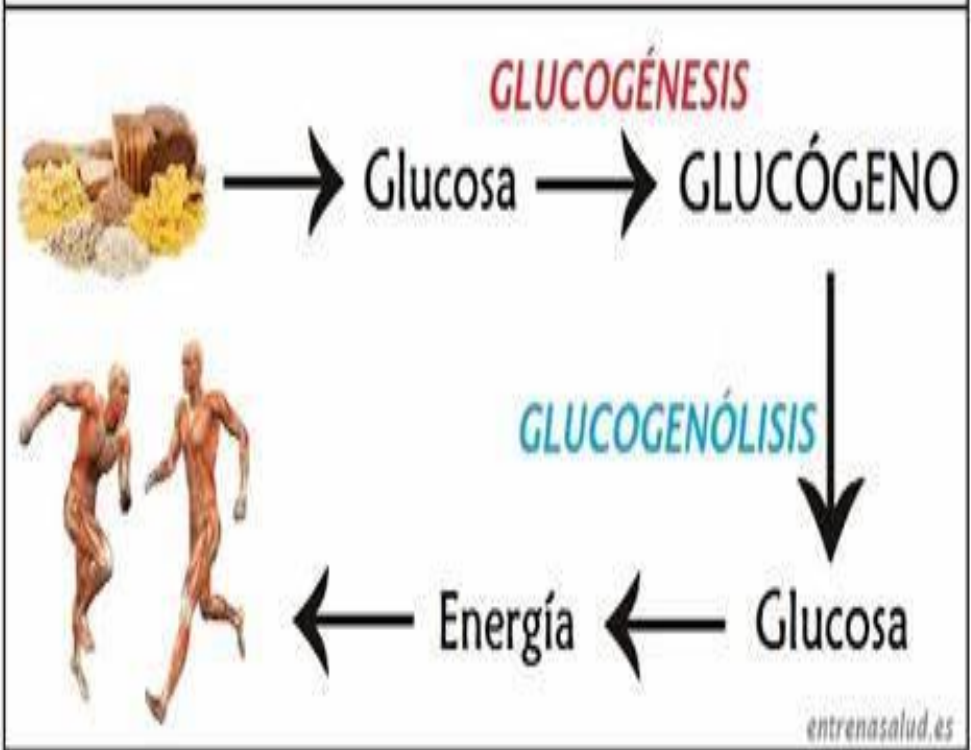 GLUCOGÉNESIS
Glucosa
GLUCÓGENO
GLUCOGENÓLISIS
Glucosa
Energía
entrenasalud.es